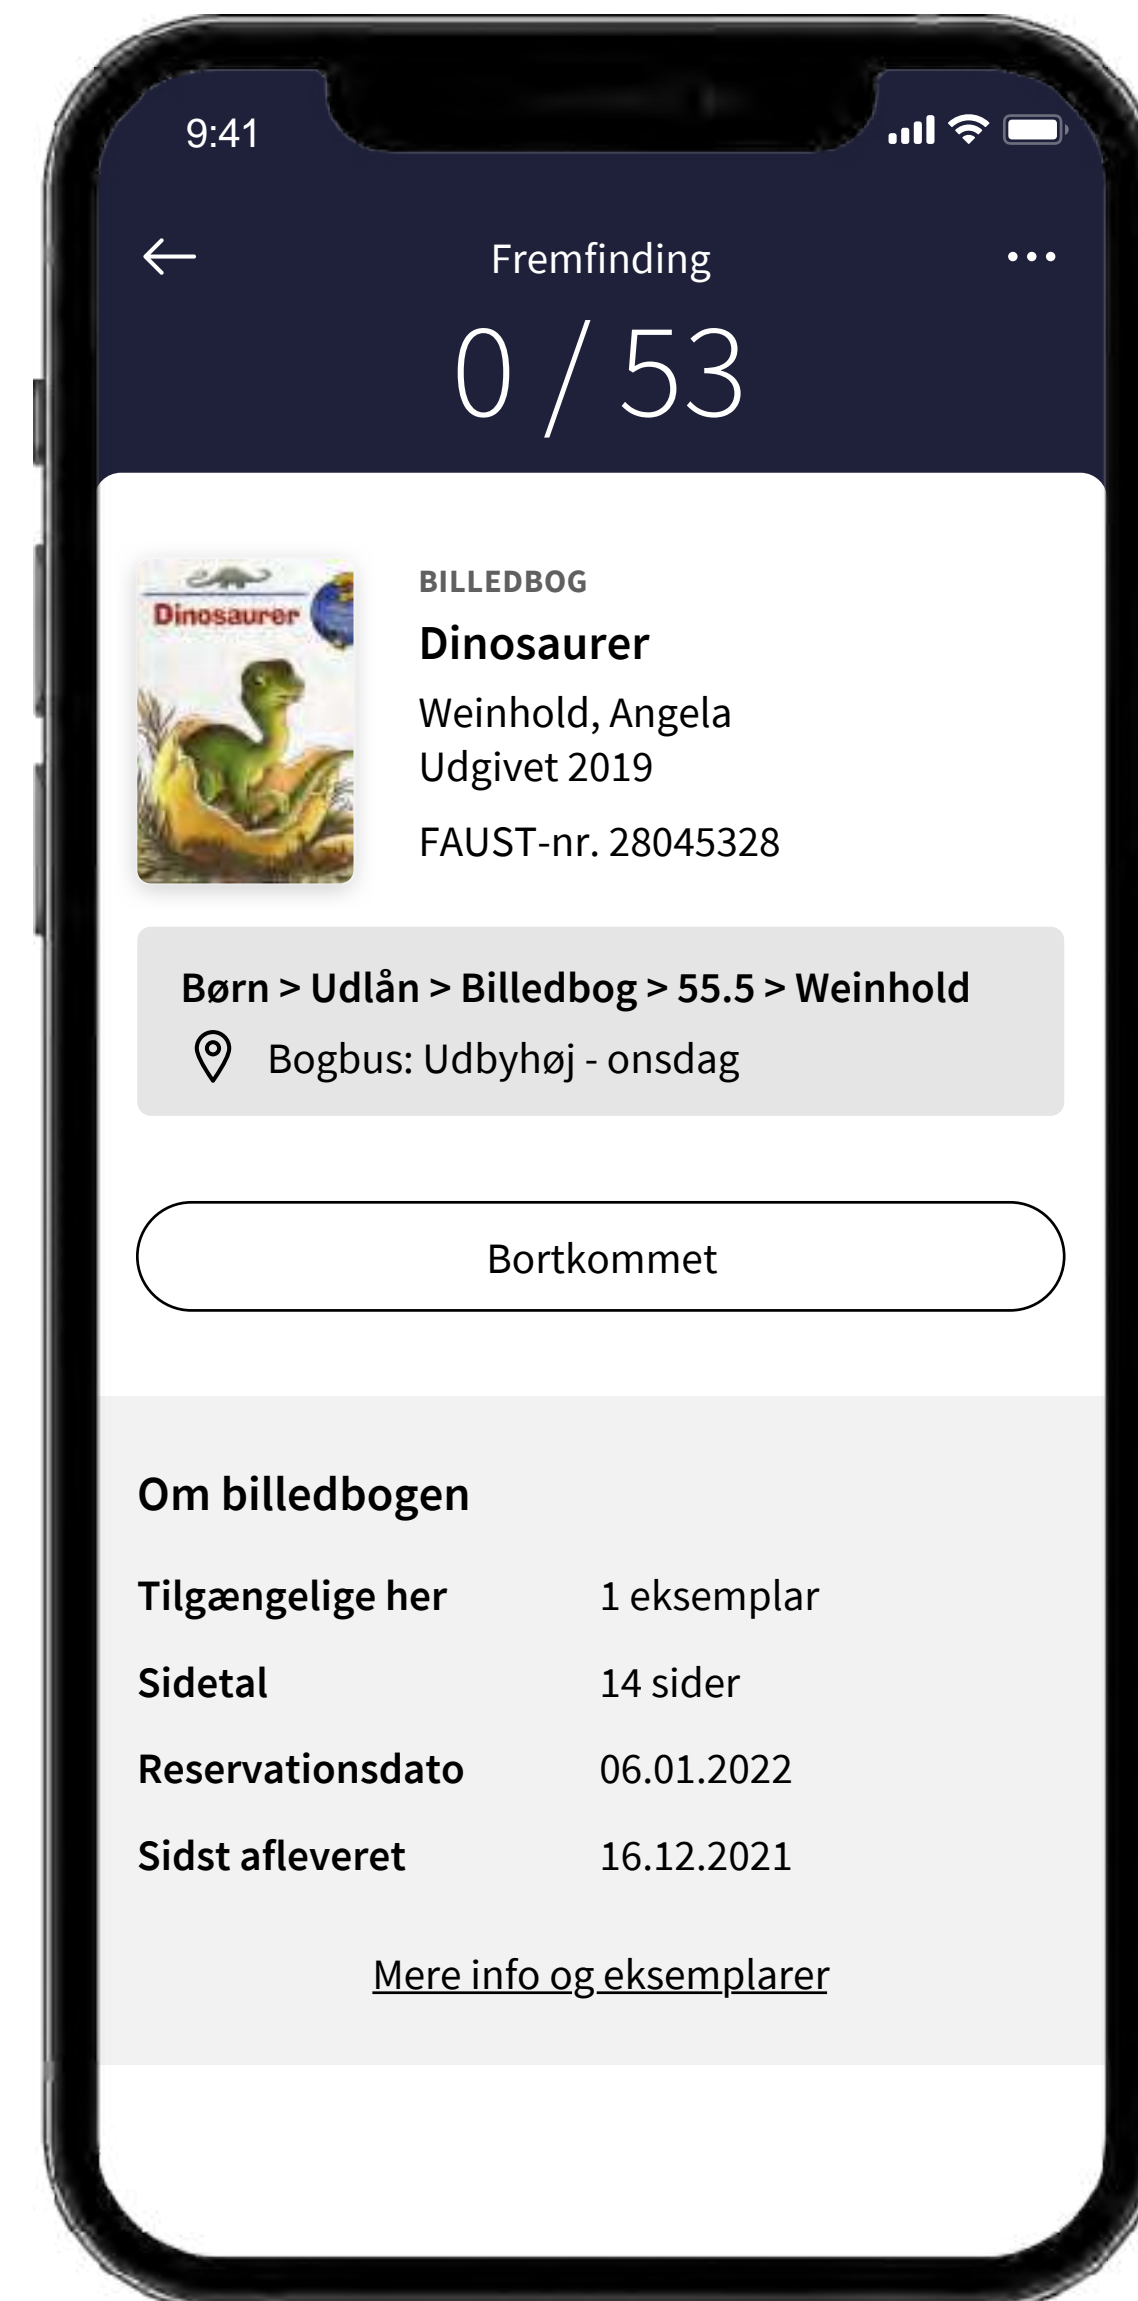 9:41
Fremfinding
0 / 53
Dinosaurer
BILLEDBOG
Dinosaurer
Weinhold, Angela
Udgivet 2019
FAUST-nr. 28045328
Børn > Udlån > Billedbog > 55.5 > Weinhold
Bogbus: Udbyhøj - onsdag
Bortkommet
Om billedbogen
Tilgængelige her 1 eksemplar
Sidetal 14 sider
Reservationsdato 06.01.2022
Sidst afleveret 16.12.2021
Mere info og eksemplarer